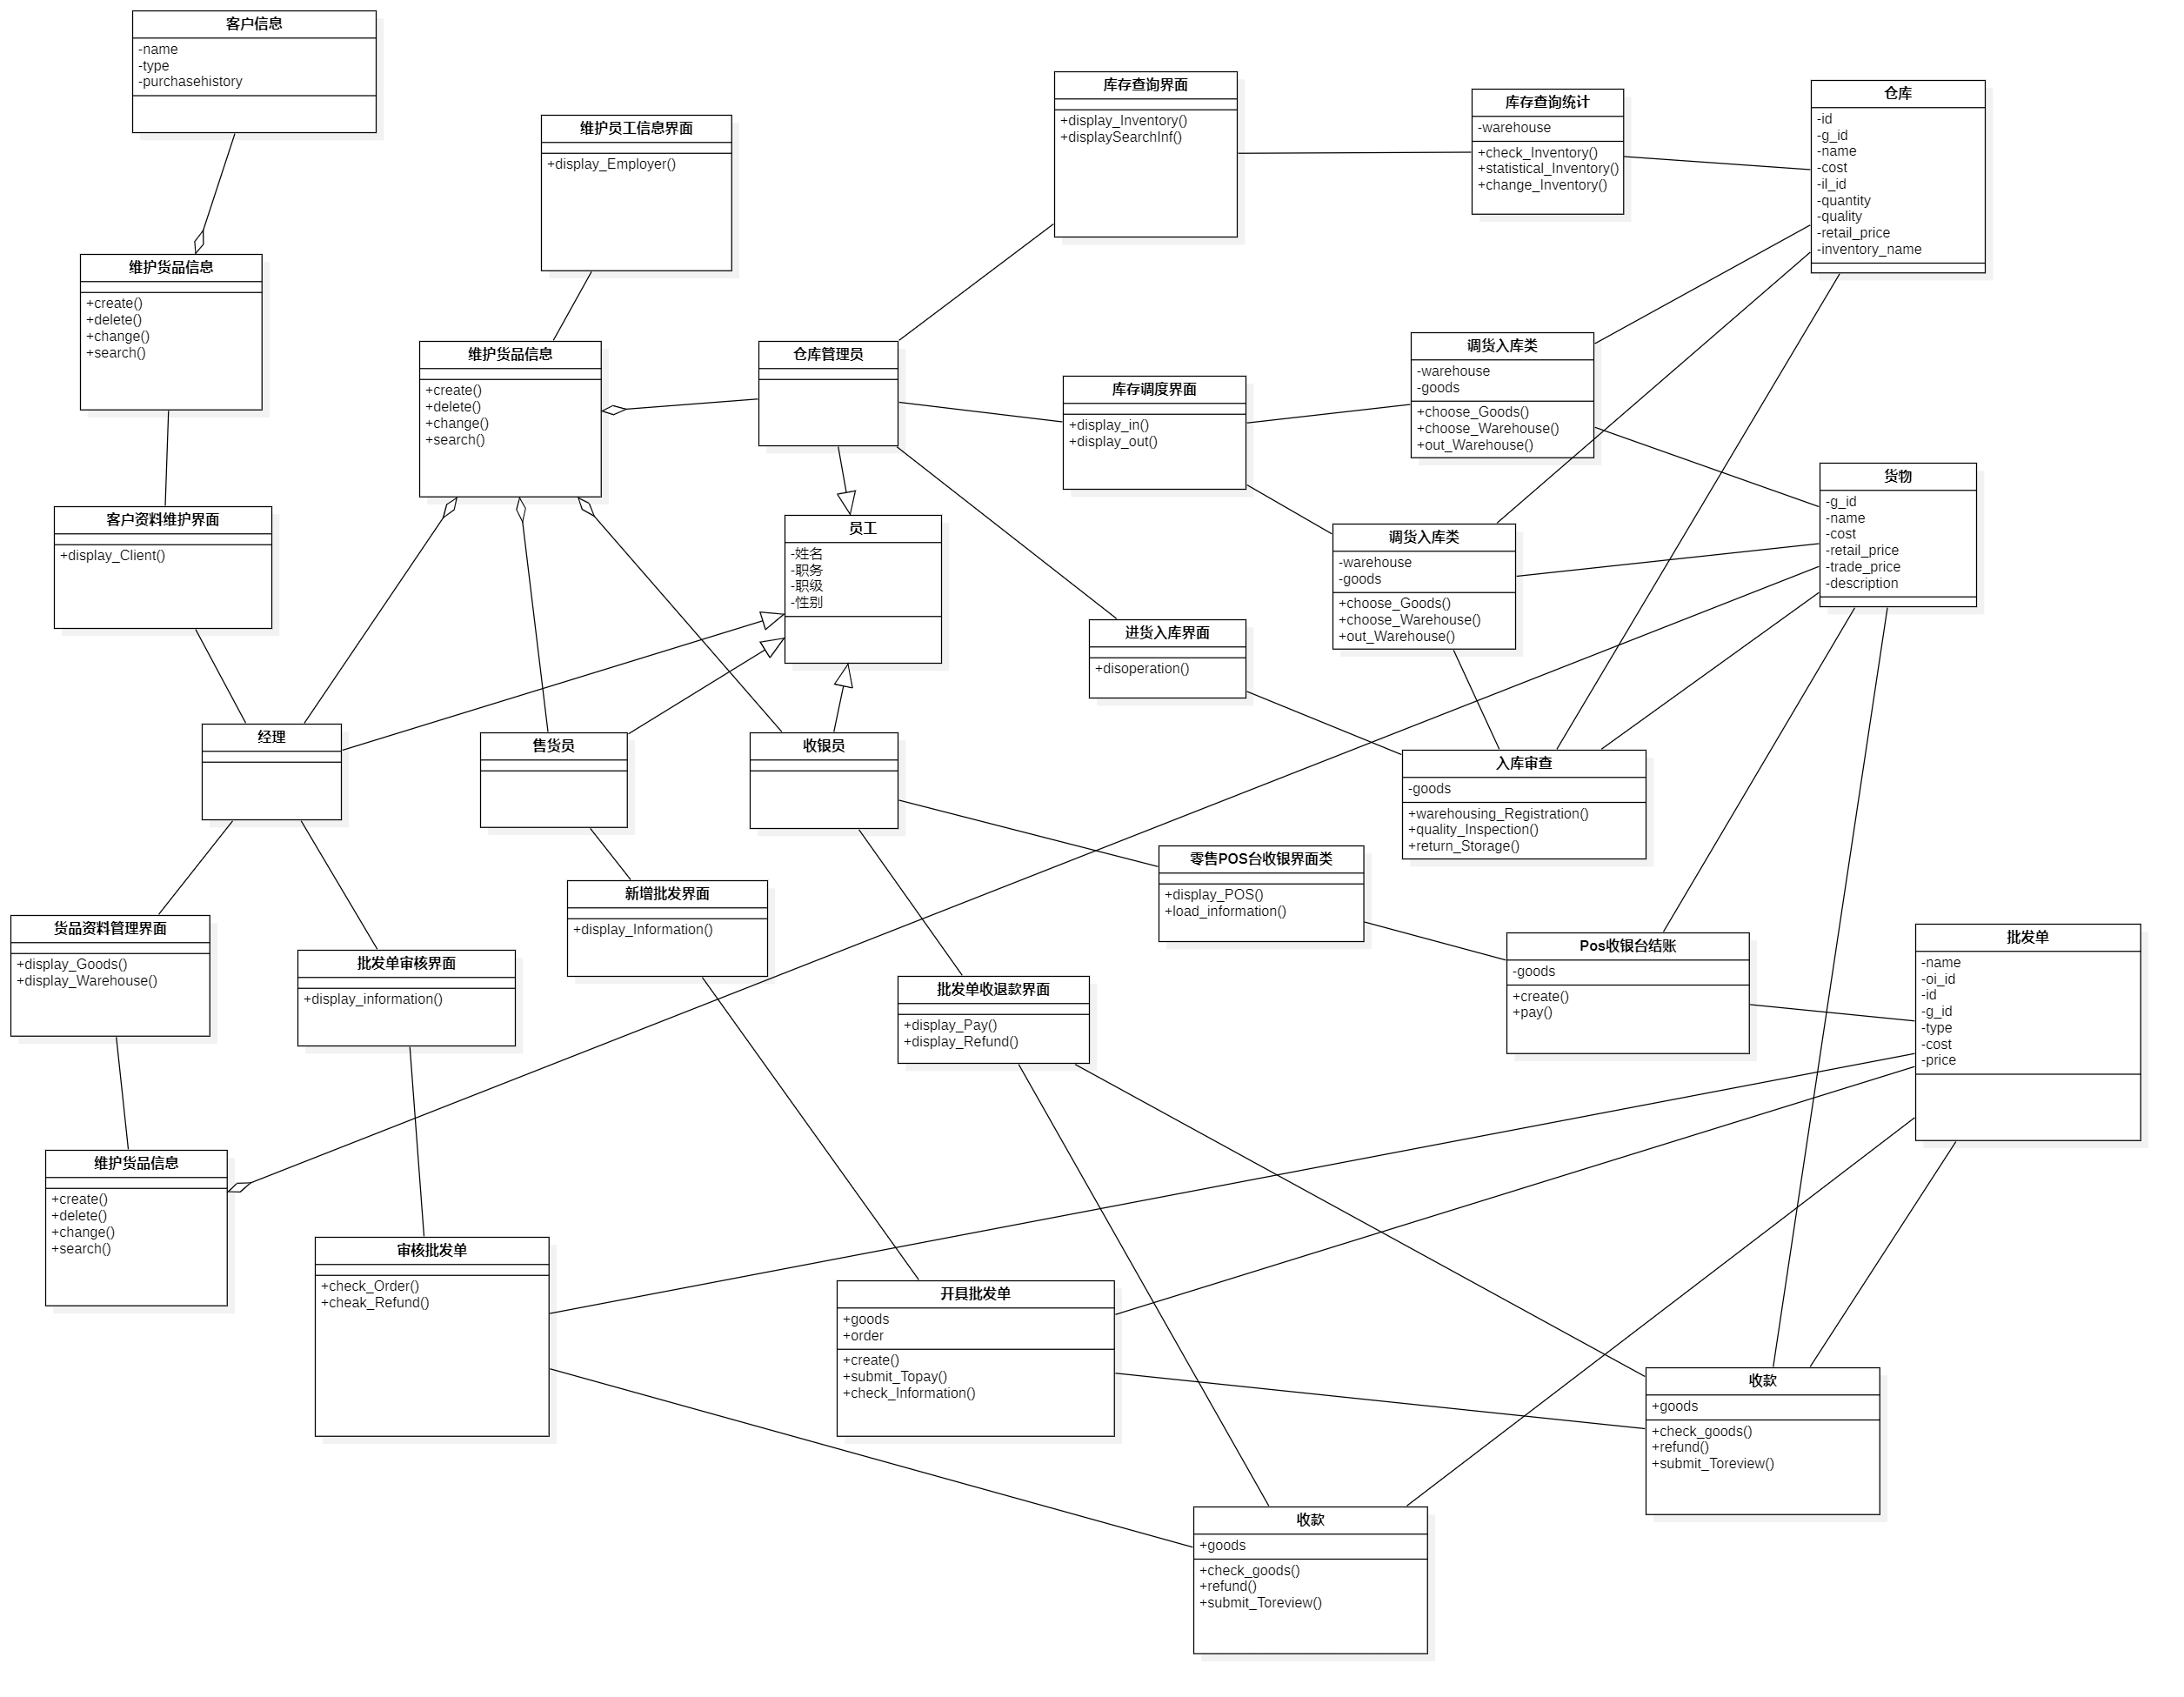 客户信息
-name
-type
-purchasehistory
库存查询界面
+display_Inventory()
+displaySearchInf()
库存查询统计
-warehouse
+check_Inventory()
+statistical_Inventory()
+change_Inventory()
仓库
-id
-g_id
-name
-cost
-il_id
-quantity
-quality
-retail_price
-inventory_name
维护员工信息界面
+display_Employer()
维护货品信息
+create()
+delete()
+change()
+search()
维护货品信息
+create()
+delete()
+change()
+search()
仓库管理员
库存调度界面
+display_in()
+display_out()
调货入库类
-warehouse
-goods
+choose_Goods()
+choose_Warehouse()
+out_Warehouse()
货物
-g_id
-name
-cost
-retail_price
-trade_price
-description
客户资料维护界面
+display_Client()
员工
-姓名
-职务
-职级
-性别
调货入库类
-warehouse
-goods
+choose_Goods()
+choose_Warehouse()
+out_Warehouse()
进货入库界面
+disoperation()
经理
售货员
收银员
入库审查
-goods
+warehousing_Registration()
+quality_Inspection()
+return_Storage()
零售POS台收银界面类
+display_POS()
+load_information()
新增批发界面
+display_Information()
货品资料管理界面
+display_Goods()
+display_Warehouse()
批发单审核界面
+display_information()
批发单收退款界面
+display_Pay()
+display_Refund()
Pos收银台结账
-goods
+create()
+pay()
批发单
-name
-oi_id
-id
-g_id
-type
-cost
-price
维护货品信息
+create()
+delete()
+change()
+search()
审核批发单
+check_Order()
+cheak_Refund()
开具批发单
+goods
+order
+create()
+submit_Topay()
+check_Information()
收款
+goods
+check_goods()
+refund()
+submit_Toreview()
收款
+goods
+check_goods()
+refund()
+submit_Toreview()